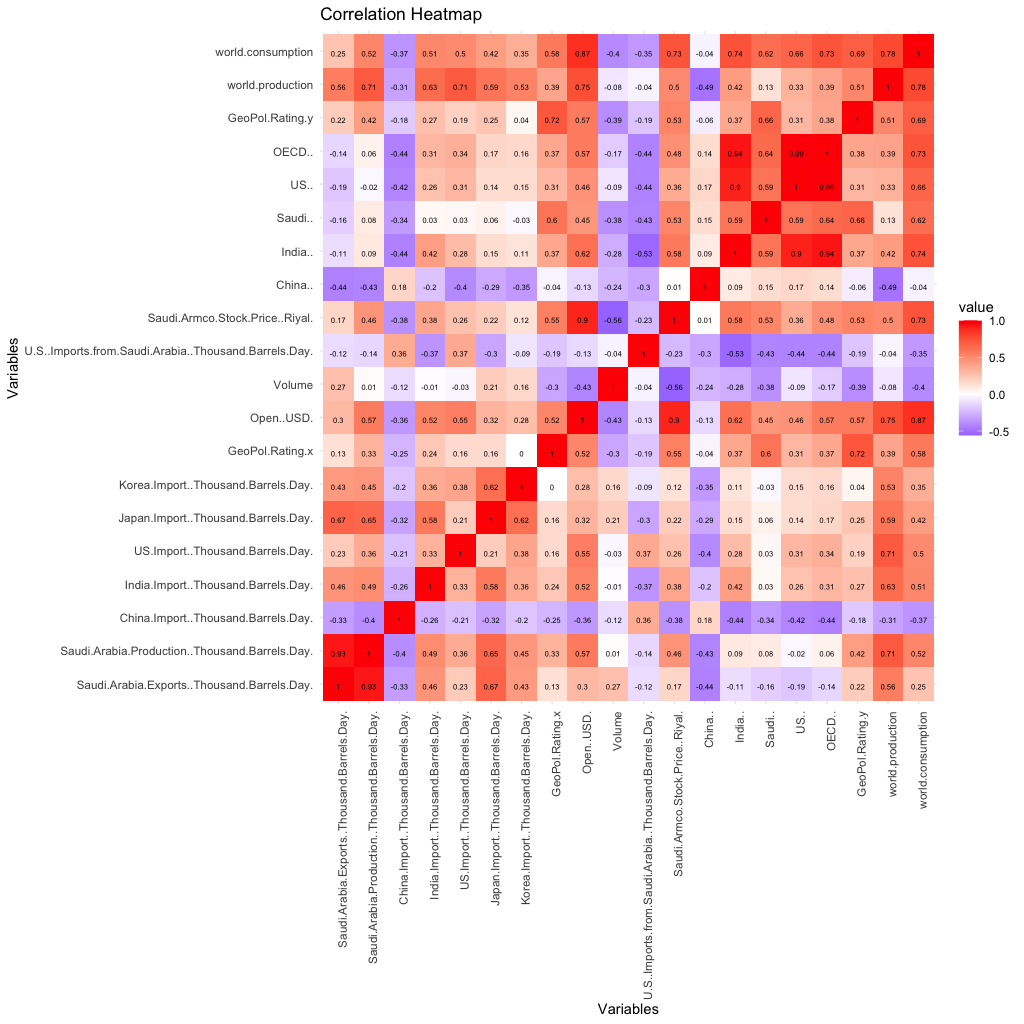 Correlation Heatmap
Variables
world.consumption 0.25 0.52 -0.37 0.51 0.5 0.42 0.35 0.58 0.87 -0.4 -0.35 0.73 -0.04 0.74 0.62 0.66 0.73 0.69 0.78 1
world.production 0.56 0.71 -0.31 0.63 0.71 0.59 0.53 0.39 0.75 -0.08 -0.04 0.5 -0.49 0.42 0.13 0.33 0.39 0.51 1 0.78
GeoPol.Rating.y 0.22 0.42 -0.18 0.27 0.19 0.25 0.04 0.72 0.57 -0.39 -0.19 0.53 -0.06 0.37 0.66 0.31 0.38 1 0.51 0.69
OECD.. -0.14 0.06 -0.44 0.31 0.34 0.17 0.16 0.37 0.57 -0.17 -0.44 0.48 0.14 0.94 0.64 0.99 1 0.38 0.39 0.73
US.. -0.19 -0.02 -0.42 0.26 0.31 0.14 0.15 0.31 0.46 -0.09 -0.44 0.36 0.17 0.9 0.59 1 0.99 0.31 0.33 0.66
Saudi.. -0.16 0.08 -0.34 0.03 0.03 0.06 -0.03 0.6 0.45 -0.38 -0.43 0.53 0.15 0.59 1 0.59 0.64 0.66 0.13 0.62
India.. -0.11 0.09 -0.44 0.42 0.28 0.15 0.11 0.37 0.62 -0.28 -0.53 0.58 0.09 1 0.59 0.9 0.94 0.37 0.42 0.74
China.. -0.44 -0.43 0.18 -0.2 -0.4 -0.29 -0.35 -0.04 -0.13 -0.24 -0.3 0.01 1 0.09 0.15 0.17 0.14 -0.06 -0.49 -0.04
Saudi.Armco.Stock.Price..Riyal. 0.17 0.46 -0.38 0.38 0.26 0.22 0.12 0.55 0.9 -0.56 -0.23 1 0.01 0.58 0.53 0.36 0.48 0.53 0.5 0.73
U.S..Imports.from.Saudi.Arabia..Thousand.Barrels.Day. -0.12 -0.14 0.36 -0.37 0.37 -0.3 -0.09 -0.19 -0.13 -0.04 1 -0.23 -0.3 -0.53 -0.43 -0.44 -0.44 -0.19 -0.04 -0.35
Volume 0.27 0.01 -0.12 -0.01 -0.03 0.21 0.16 -0.3 -0.43 1 -0.04 -0.56 -0.24 -0.28 -0.38 -0.09 -0.17 -0.39 -0.08 -0.4
Open..USD. 0.3 0.57 -0.36 0.52 0.55 0.32 0.28 0.52 1 -0.43 -0.13 0.9 -0.13 0.62 0.45 0.46 0.57 0.57 0.75 0.87
GeoPol.Rating.x 0.13 0.33 -0.25 0.24 0.16 0.16 0 1 0.52 -0.3 -0.19 0.55 -0.04 0.37 0.6 0.31 0.37 0.72 0.39 0.58
Korea.Import..Thousand.Barrels.Day. 0.43 0.45 -0.2 0.36 0.38 0.62 1 0 0.28 0.16 -0.09 0.12 -0.35 0.11 -0.03 0.15 0.16 0.04 0.53 0.35
Japan.Import..Thousand.Barrels.Day. 0.67 0.65 -0.32 0.58 0.21 1 0.62 0.16 0.32 0.21 -0.3 0.22 -0.29 0.15 0.06 0.14 0.17 0.25 0.59 0.42
US.Import..Thousand.Barrels.Day. 0.23 0.36 -0.21 0.33 1 0.21 0.38 0.16 0.55 -0.03 0.37 0.26 -0.4 0.28 0.03 0.31 0.34 0.19 0.71 0.5
India.Import..Thousand.Barrels.Day. 0.46 0.49 -0.26 1 0.33 0.58 0.36 0.24 0.52 -0.01 -0.37 0.38 -0.2 0.42 0.03 0.26 0.31 0.27 0.63 0.51
China.Import..Thousand.Barrels.Day. -0.33 -0.4 1 -0.26 -0.21 -0.32 -0.2 -0.25 -0.36 -0.12 0.36 -0.38 0.18 -0.44 -0.34 -0.42 -0.44 -0.18 -0.31 -0.37
Saudi.Arabia.Production..Thousand.Barrels.Day. 0.93 1 -0.4 0.49 0.36 0.65 0.45 0.33 0.57 0.01 -0.14 0.46 -0.43 0.09 0.08 -0.02 0.06 0.42 0.71 0.52
Saudi.Arabia.Exports..Thousand.Barrels.Day. 1 0.93 -0.33 0.46 0.23 0.67 0.43 0.13 0.3 0.27 -0.12 0.17 -0.44 -0.11 -0.16 -0.19 -0.14 0.22 0.56 0.25
Saudi.Arabia.Exports..Thousand.Barrels.Day.
Saudi.Arabia.Production..Thousand.Barrels.Day.
China.Import..Thousand.Barrels.Day.
India.Import..Thousand.Barrels.Day.
US.Import..Thousand.Barrels.Day.
Japan.Import..Thousand.Barrels.Day.
Korea.Import..Thousand.Barrels.Day.
GeoPol.Rating.x
Open..USD.
Volume
U.S..Imports.from.Saudi.Arabia..Thousand.Barrels.Day.
Saudi.Armco.Stock.Price..Riyal.
China..
India..
Saudi..
US..
OECD..
GeoPol.Rating.y
world.production
world.consumption
Variables
value
1.0
0.5
0.0
-0.5